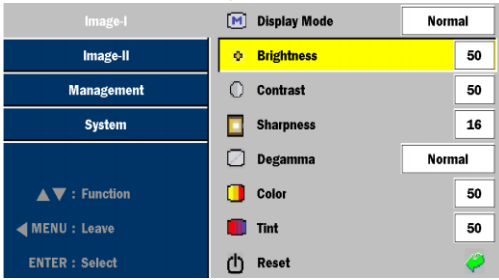 Image-I
Display Mode
Normal
Image-II
Brightness
50
Management
Contrast
50
System
Sharpness
16
Degamma
Normal
▲▼ : Function
Color
50
◀ MENU : Leave
Tint
50
ENTER : Select
Reset